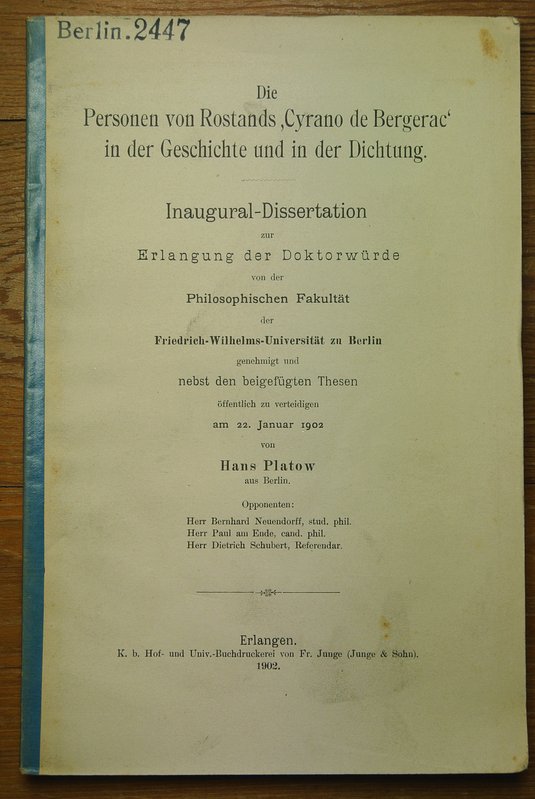 Berlin.2447
Die
Personen von Rostands ‚Cyrano de Bergerac‘
in der Geschichte und in der Dichtung.
Inaugural-Dissertation
zur
Erlangung der Doktorwürde
von der
Philosophischen Fakultät
der
Friedrich-Wilhelms-Universität zu Berlin
genehmigt und
nebst den beigefügten Thesen
öffentlich zu verteidigen
am 22. Januar 1902
von
Hans Platow
aus Berlin.
Opponenten:
Herr Bernhard Neuendorff, stud. phil.
Herr Paul am Ende, cand. phil.
Herr Dietrich Schubert, Referendar.
Erlangen.
K. b. Hof- und Univ.-Buchdruckerei von Fr. Junge (Junge & Sohn).
1902.